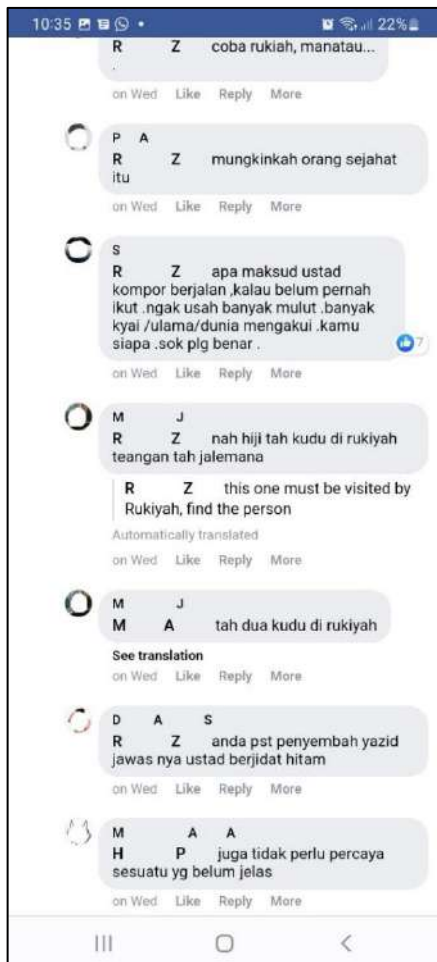 10:35
22%
R Z coba rukiah, manatau...
.
on Wed Like Reply More
P A
R Z mungkinkah orang sejahat
itu
on Wed Like Reply More
S
R Z apa maksud ustad
kompor berjalan ,kalau belum pernah
ikut .ngak usah banyak mulut .banyak
kyai /ulama/dunia mengakui .kamu
siapa .sok plg benar .
7
on Wed Like Reply More
M J
R Z nah hiji tah kudu di rukiyah
teangan tah jalemana
R Z this one must be visited by
Rukiyah, find the person
Automatically translated
on Wed Like Reply More
M J
M A tah dua kudu di rukiyah
See translation
on Wed Like Reply More
D A S
R Z anda pst penyembah yazid
jawas nya ustad berjidat hitam
on Wed Like Reply More
M A A
H P juga tidak perlu percaya
sesuatu yg belum jelas
on Wed Like Reply More